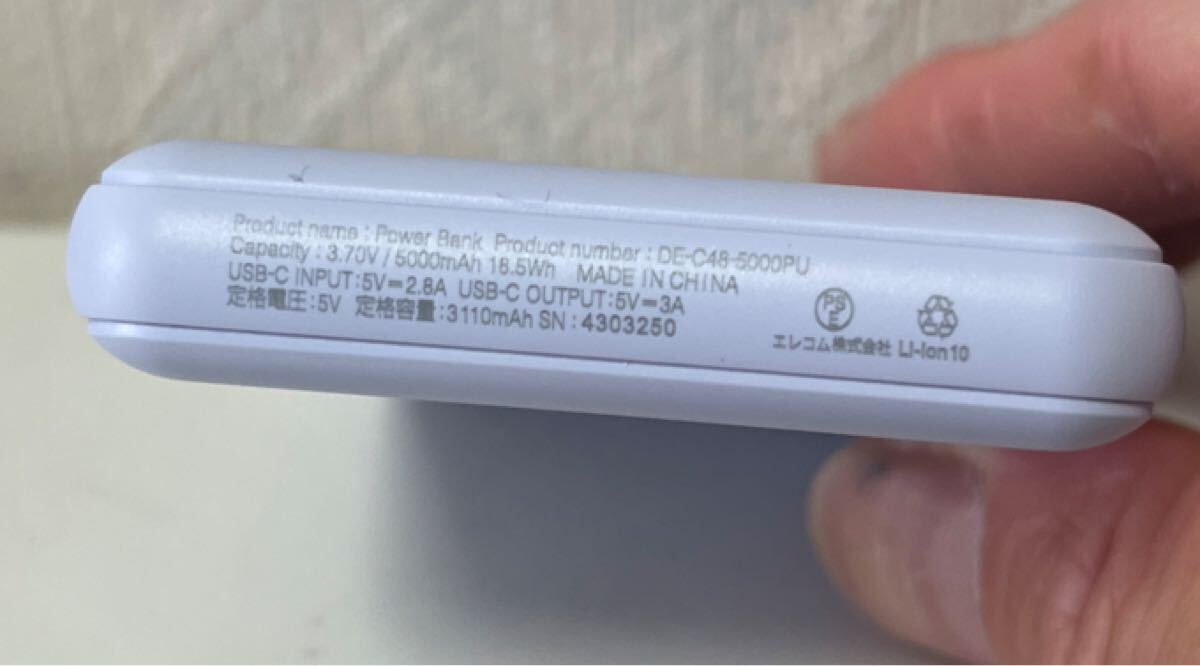 Product name : Power Bank Product number : DE-C48-5000PU
Capacity : 3.70V / 5000mAh 18.5Wh MADE IN CHINA
USB-C INPUT:5V=2.8A USB-C OUTPUT:5V=3A
定格電圧:5V 定格容量:3110mAh SN : 4303250
PSE
エレコム株式会社 Li-ion10